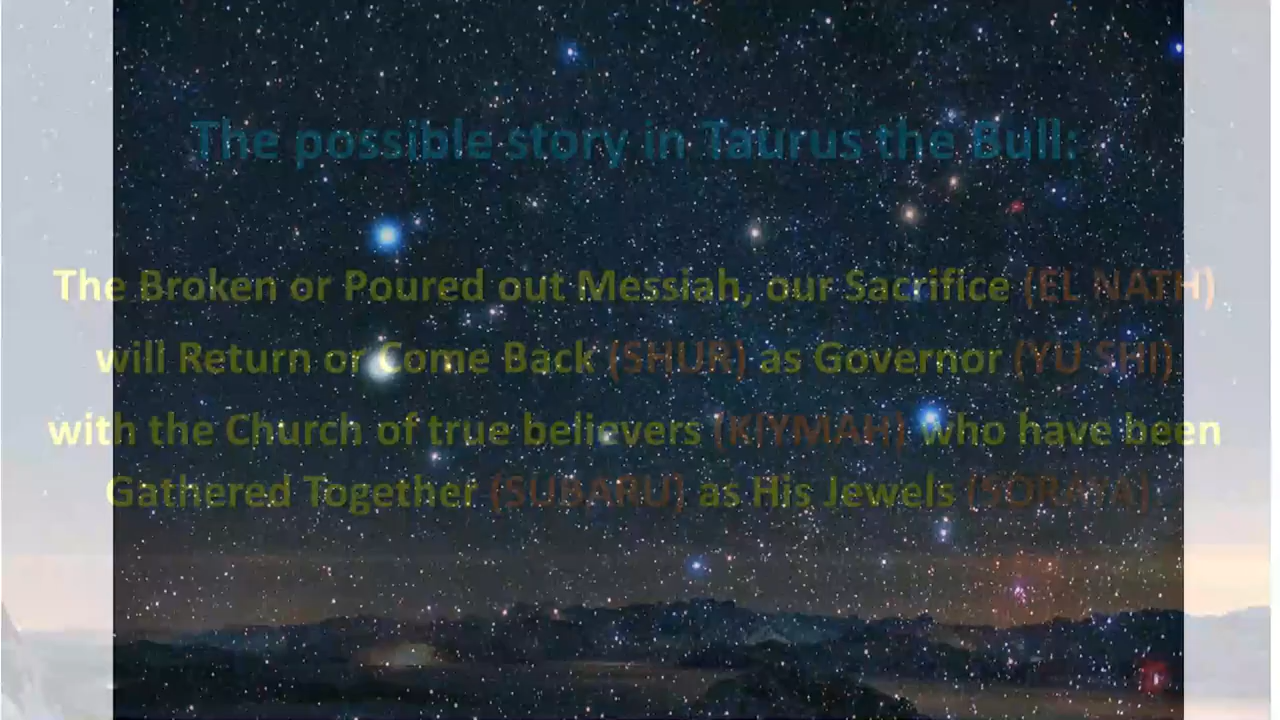 The possible story in Taurus the Bull:
The Broken or Poured out Messiah, our Sacrifice (EL NATH)
will Return or Come Back (SHUR) as Governor (YU SHI)
with the Church of true believers (KIYMAH) who have been
Gathered Together (SUBARU) as His Jewels (SORAYA).